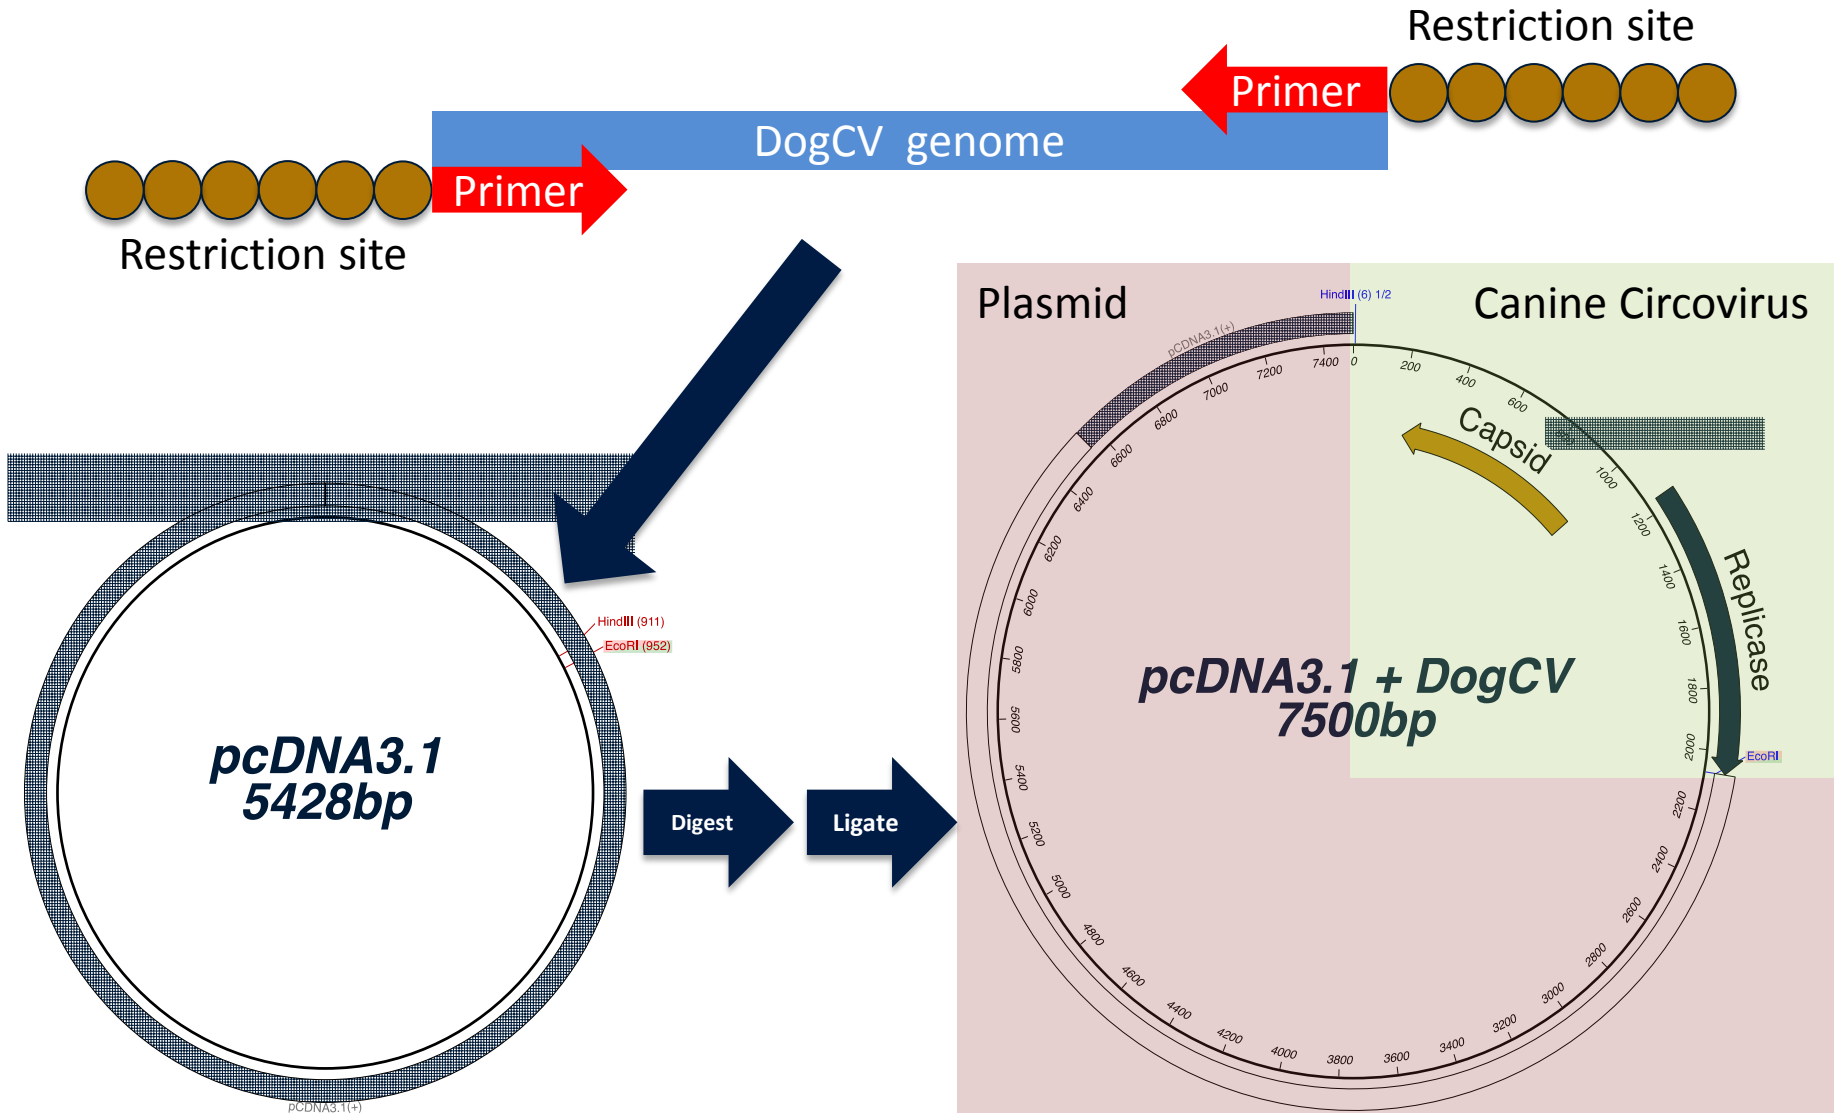 Restriction site
Primer
DogCV genome
Primer
Restriction site
Plasmid
Canine Circovirus
HindIII (6) 1/2
pCDNA3.1(+)
0
200
400
600
800
1000
1200
1400
1600
1800
2000
2200
2400
2600
2800
3000
3200
3400
3600
3800
4000
4200
4400
4600
4800
5000
5200
5400
5600
5800
6000
6200
6400
6600
6800
7000
7200
7400
Capsid
Replicase
EcoRI
pcDNA3.1 + DogCV
7500bp
HindIII (911)
EcoRI (952)
pcDNA3.1
5428bp
pCDNA3.1(+)
Digest
Ligate